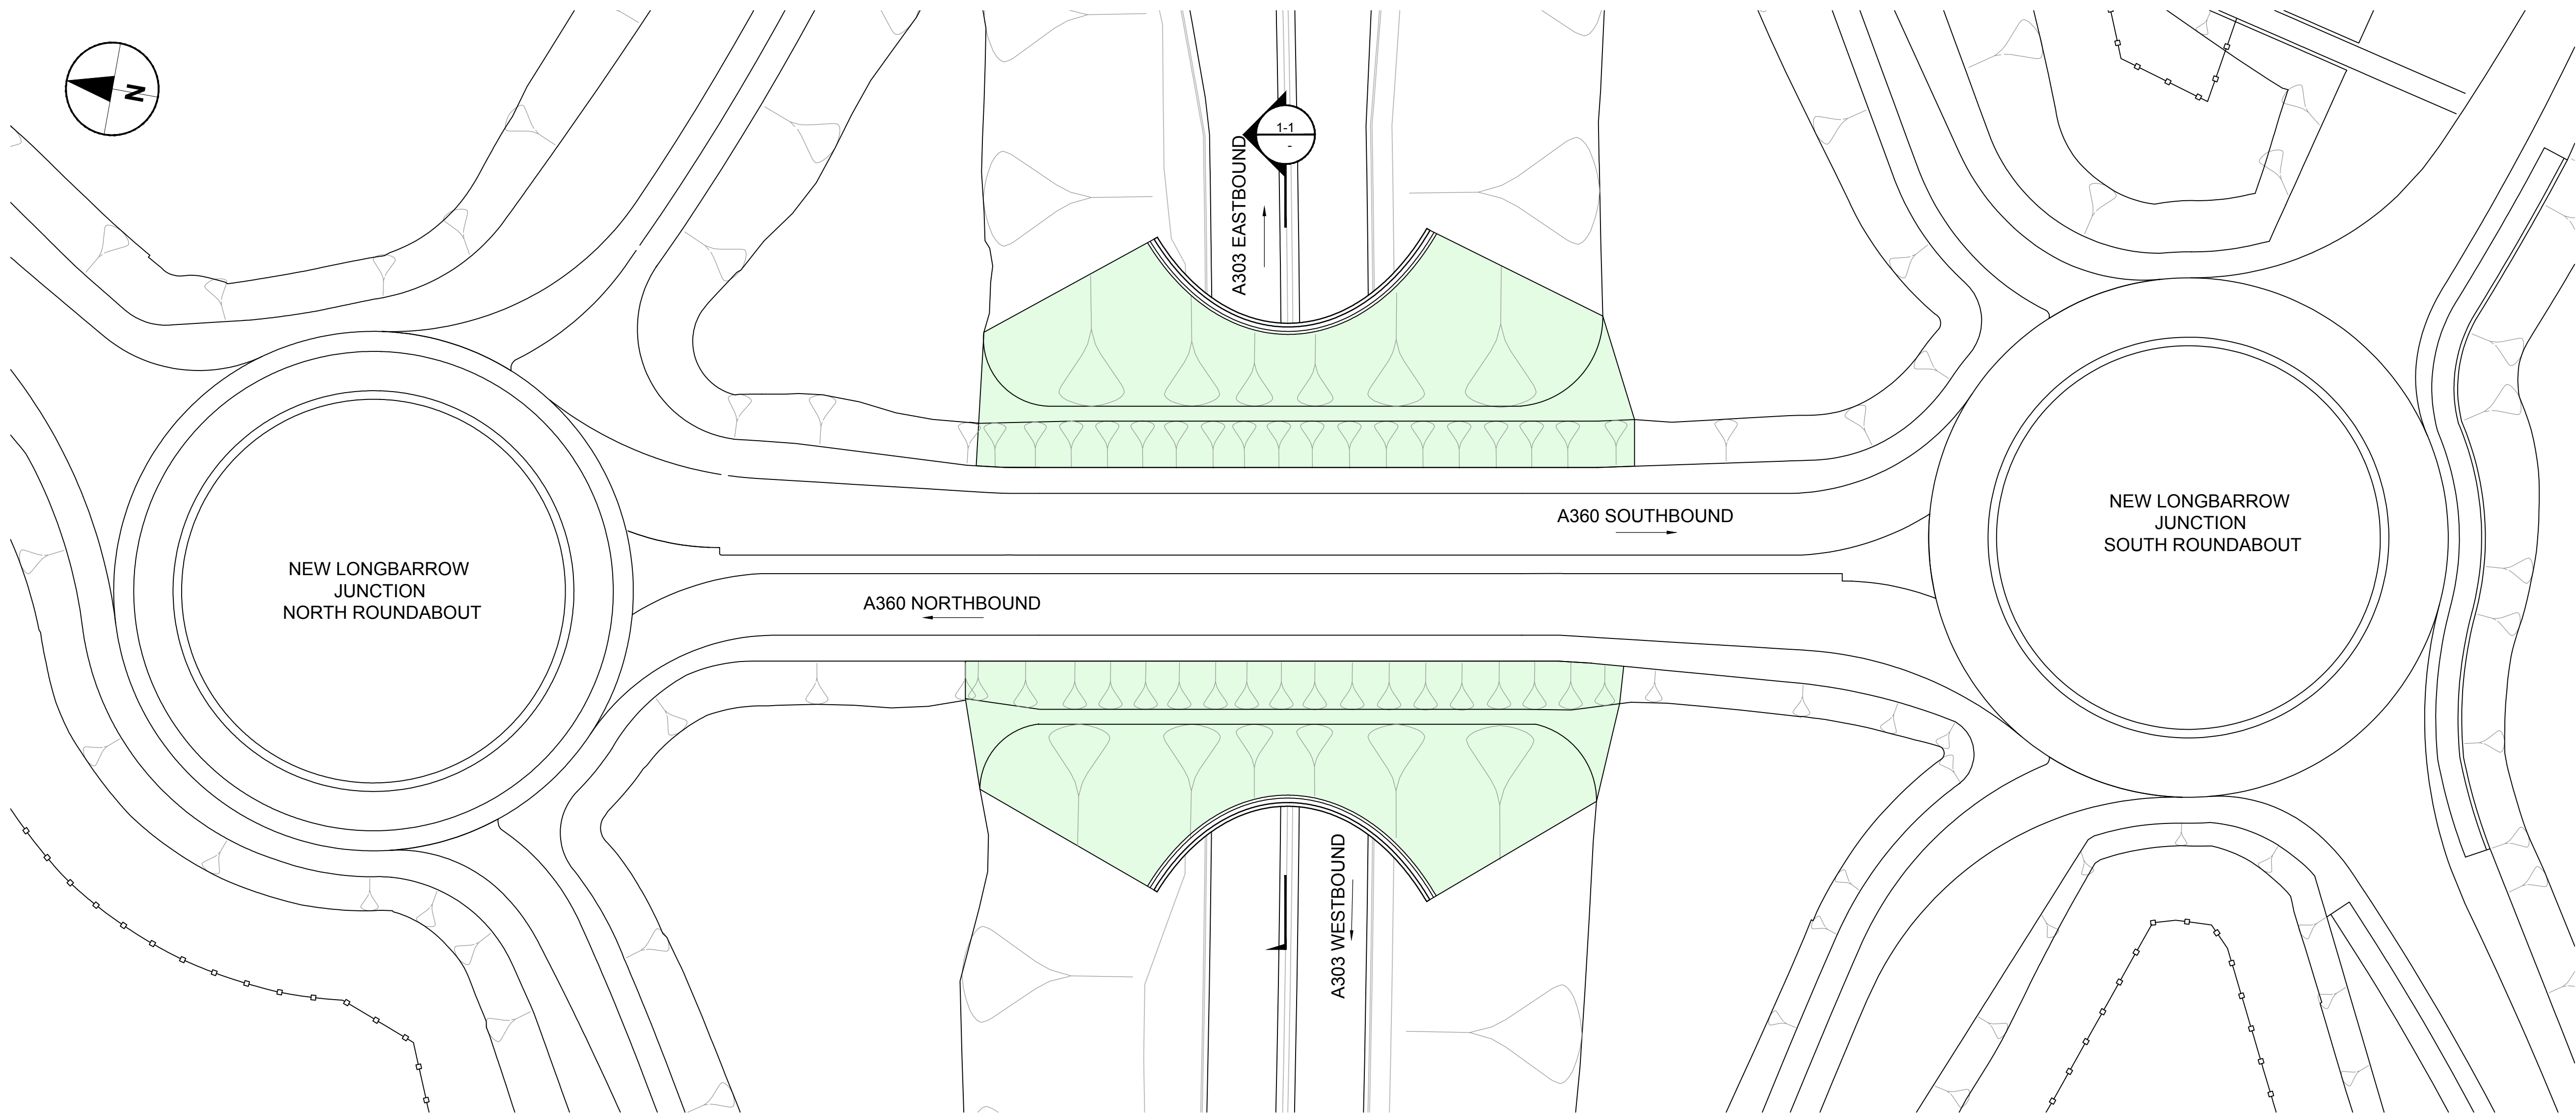 N
1-1
-
A303 EASTBOUND
A360 SOUTHBOUND
NEW LONGBARROW
JUNCTION
SOUTH ROUNDABOUT
NEW LONGBARROW
JUNCTION
NORTH ROUNDABOUT
A360 NORTHBOUND
A303 WESTBOUND